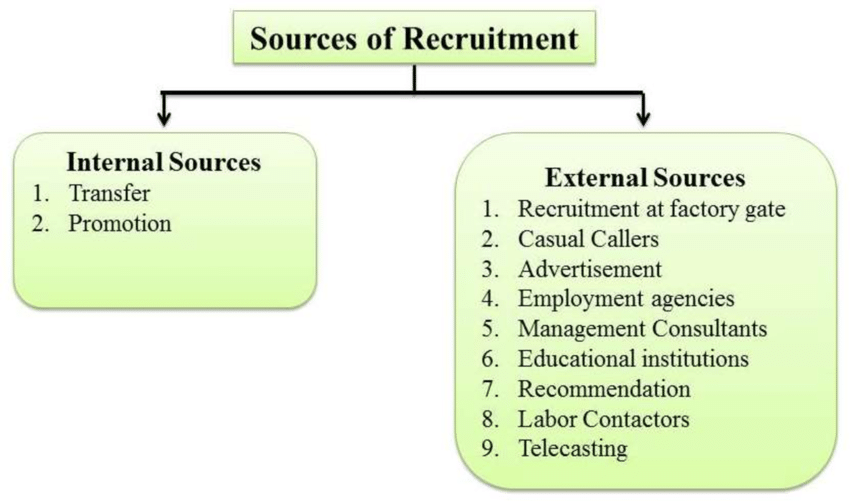 Sources of Recruitment
Internal Sources
1. Transfer
2. Promotion
External Sources
1. Recruitment at factory gate
2. Casual Callers
3. Advertisement
4. Employment agencies
5. Management Consultants
6. Educational institutions
7. Recommendation
8. Labor Contactors
9. Telecasting